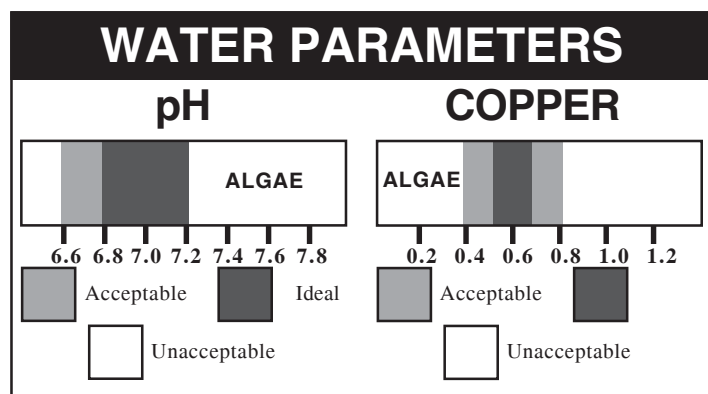 WATER PARAMETERS
pH
ALGAE
6.6 6.8 7.0 7.2 7.4 7.6 7.8
Acceptable Ideal
Unacceptable
COPPER
ALGAE
0.2 0.4 0.6 0.8 1.0 1.2
Acceptable
Unacceptable